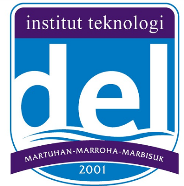 institut teknologi
del
MARTUHAN-MARROHA-MARBISUK
2001